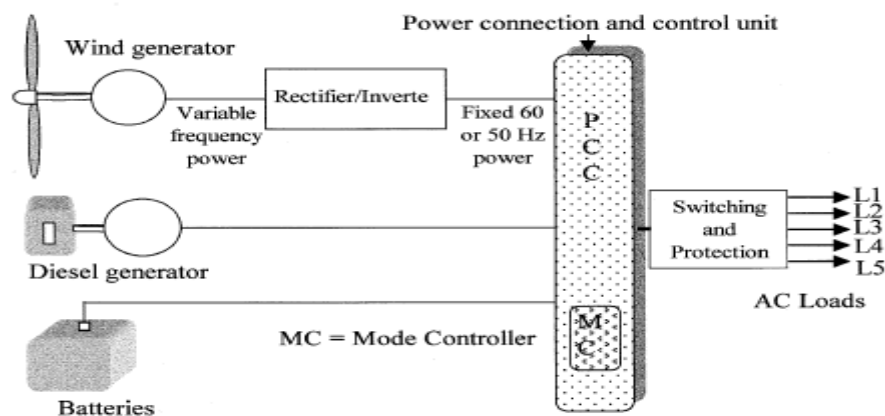 Power connection and control unit
Wind generator
Rectifier/Inverte
Variable
frequency
power
Fixed 60
or 50 Hz
power
P
C
C
Switching
and
Protection
L1
L2
L3
L4
L5
AC Loads
Diesel generator
MC = Mode Controller
M
C
Batteries